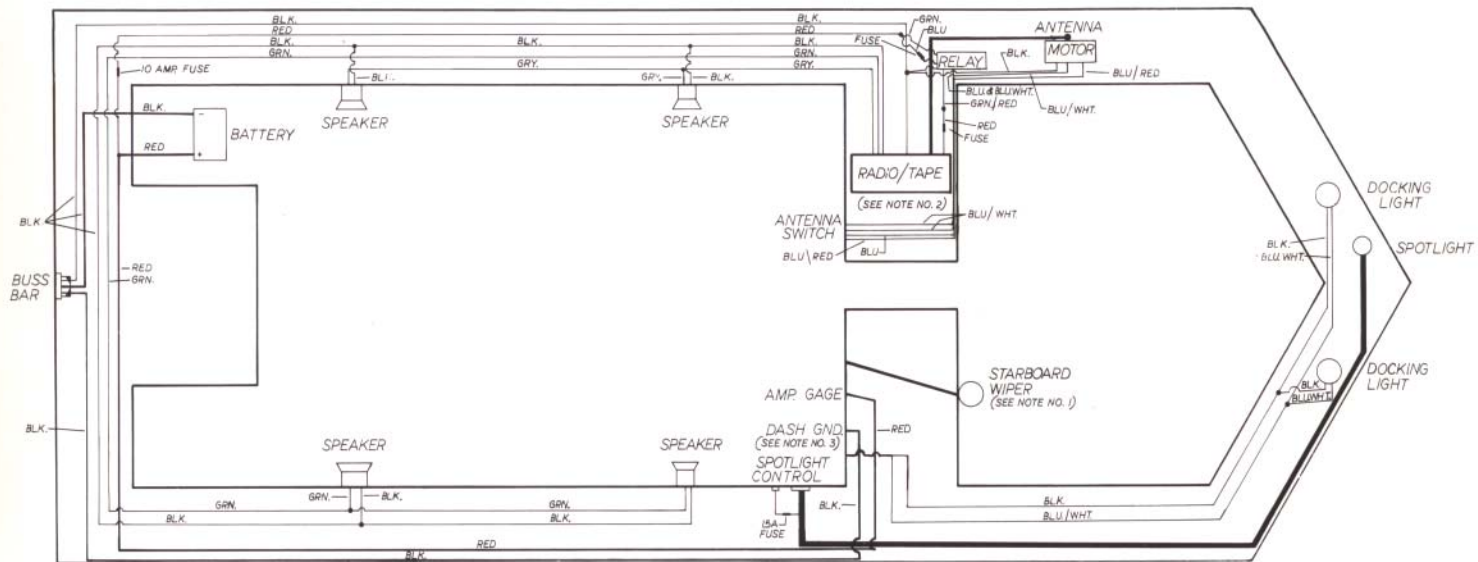 BLK.
RED
BLK.
GRN.
BLK.
GRY.
BLK.
RED
BLK.
GRN.
GRY.
GRN.
BLU
FUSE
RELAY
ANTENNA
MOTOR
BLK.
BLU/RED
BLU & BLU.WHT.
BLU/WHT.
GRN./RED
RED
FUSE
10 AMP. FUSE
GRY.
BLK.
SPEAKER
SPEAKER
BLK.
BATTERY
-
+
RED
RADIO/TAPE
(SEE NOTE NO. 2)
BLU/WHT.
ANTENNA
SWITCH
BLU\RED
BLU
DOCKING
LIGHT
SPOTLIGHT
BLK.
BLU.WHT.
BLK.
BUSS
BAR
RED
GRN.
STARBOARD
WIPER
(SEE NOTE NO. 1)
DOCKING
LIGHT
BLK.
BLU.WHT.
AMP. GAGE
DASH GND.
(SEE NOTE NO. 3)
RED
BLK.
SPEAKER
SPEAKER
SPOTLIGHT
CONTROL
GRN.
GRN.
BLK.
GRN.
BLK.
BLK.
15A
FUSE
BLK.
BLK.
BLU/WHT.
RED
BLK.